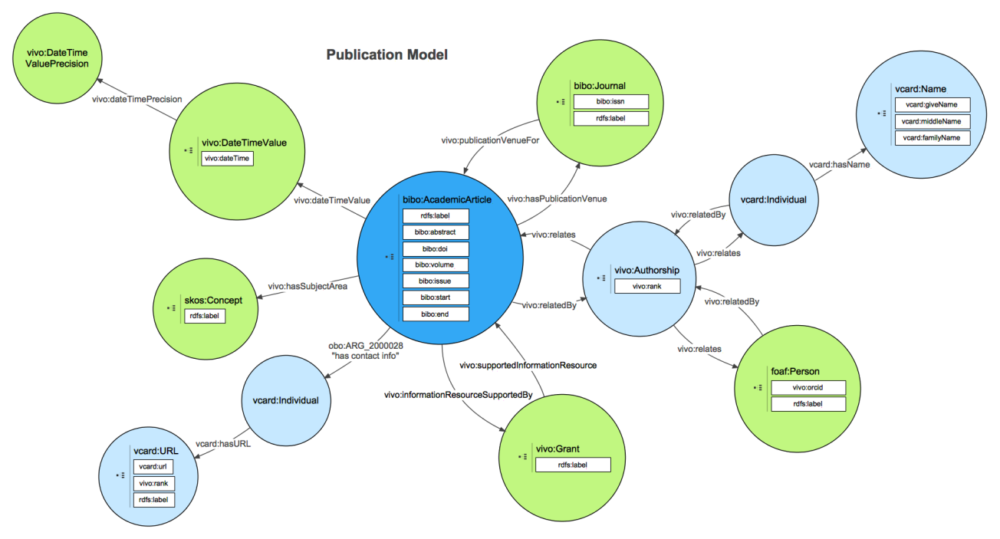 Publication Model
vivo:DateTime
ValuePrecision
vivo:dateTimePrecision
vivo:DateTimeValue
vivo:dateTime
vivo:dateTimeValue
bibo:Journal
bibo:issn
rdfs:label
vivo:publicationVenueFor
vivo:hasPublicationVenue
vcard:Name
vcard:giveName
vcard:middleName
vcard:familyName
vcard:hasName
vcard:Individual
vivo:relatedBy
vivo:relates
bibo:AcademicArticle
rdfs:label
bibo:abstract
bibo:doi
bibo:volume
bibo:issue
bibo:start
bibo:end
vivo:relates
vivo:relatedBy
vivo:Authorship
vivo:rank
vivo:relatedBy
vivo:relates
foaf:Person
vivo:orcid
rdfs:label
vivo:hasSubjectArea
skos:Concept
rdfs:label
obo:ARG_2000028
"has contact info"
vcard:Individual
vcard:hasURL
vcard:URL
vcard:url
vivo:rank
rdfs:label
vivo:supportedInformationResource
vivo:informationResourceSupportedBy
vivo:Grant
rdfs:label